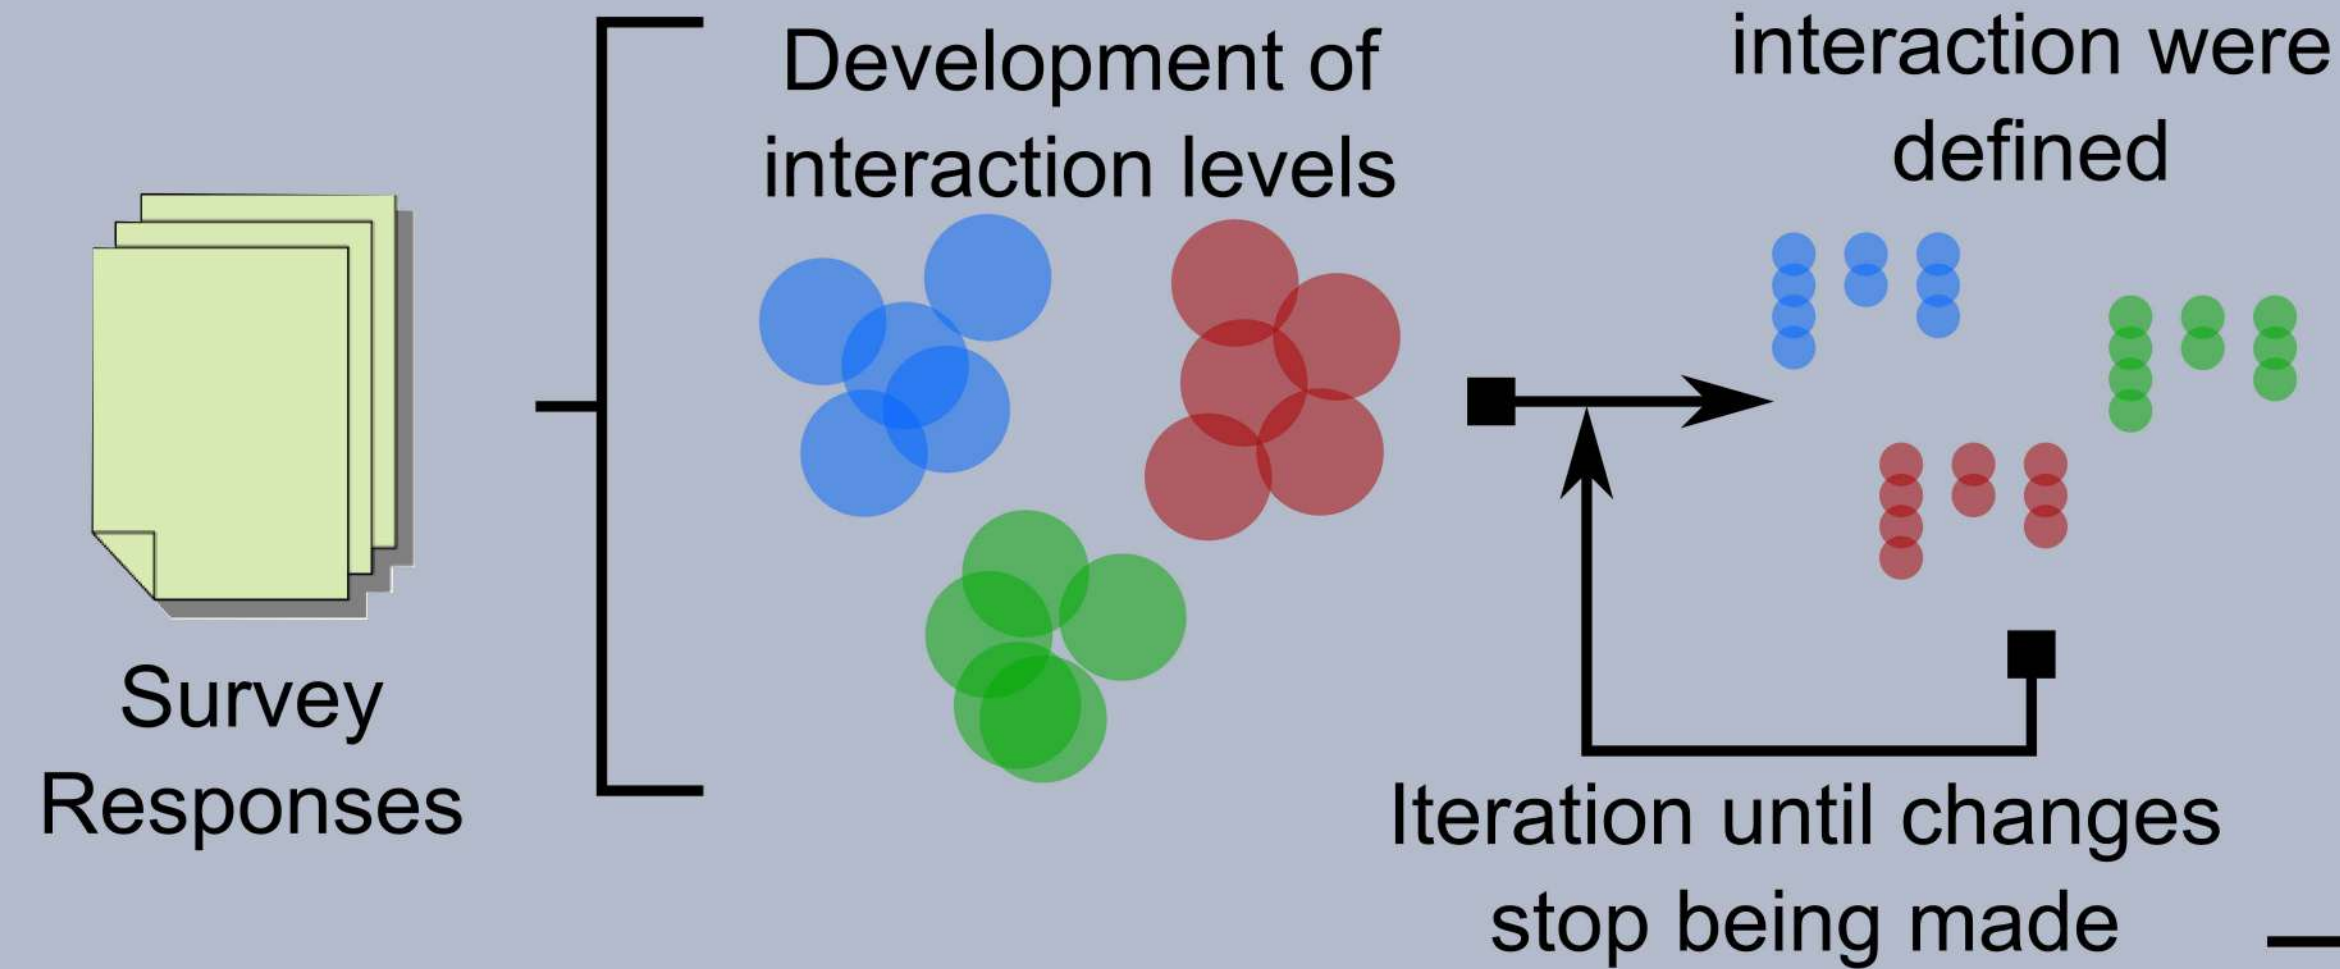 Survey
Responses
Development of
interaction levels
interaction were
defined
Iteration until changes
stop being made